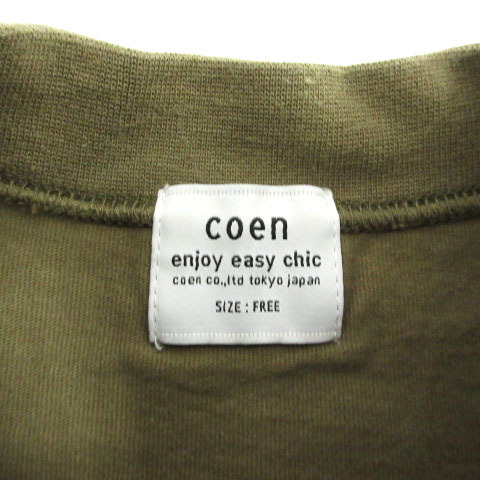 coen
enjoy easy chic
coen co.,ltd tokyo japan
SIZE : FREE